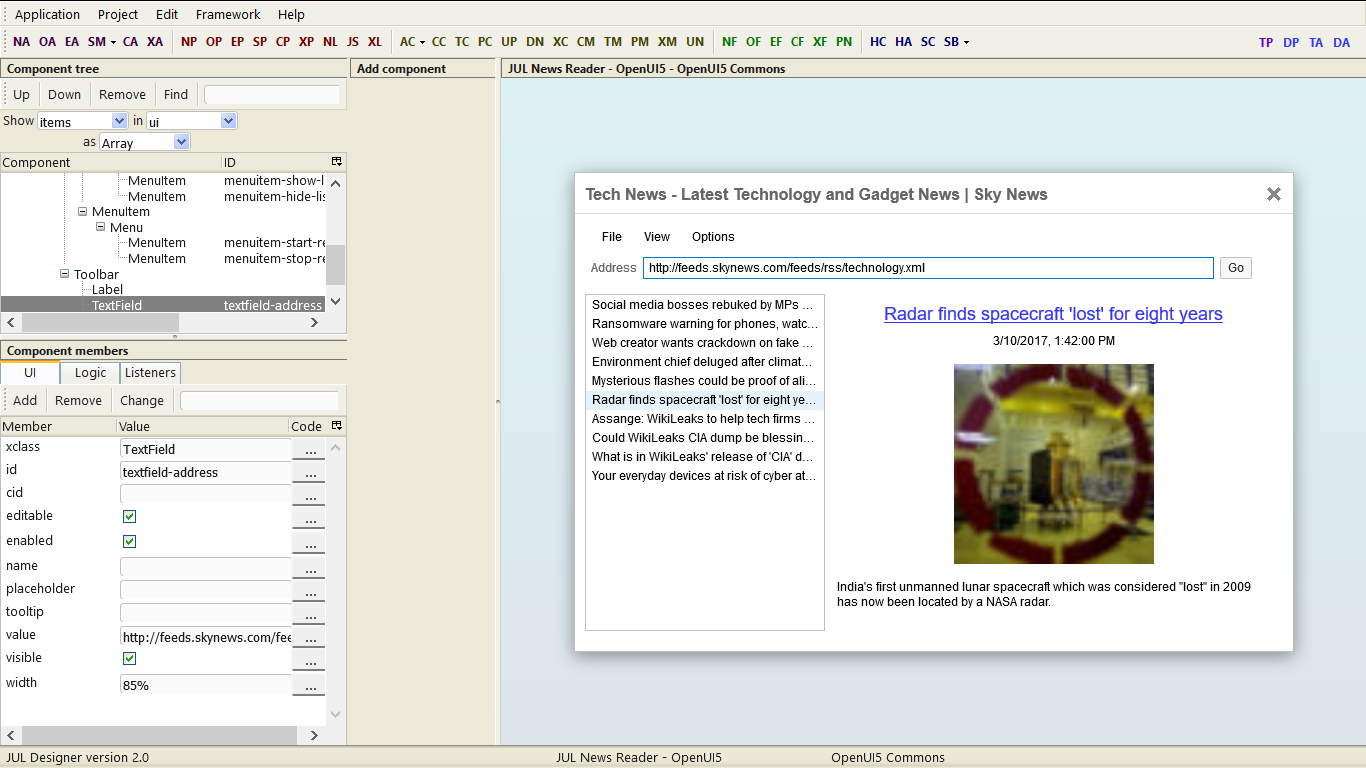 Application Project Edit Framework Help
NA OA EA SM CA XA NP OP EP SP CP XP NL JS XL AC CC TC PC UP DN XC CM TM PM XM UN NF OF EF CF XF PN HC HA SC SB TP DP TA DA
Component tree
Up Down Remove Find
Show items in ui
as Array
Component ID
MenuItem menuitem-show-l
MenuItem menuitem-hide-lis
MenuItem
Menu
MenuItem menuitem-start-re
MenuItem menuitem-stop-re
Toolbar
Label
TextField textfield-address
Component members
UI Logic Listeners
Add Remove Change
Member Value Code
xclass TextField ...
id textfield-address ...
cid ...
editable ...
enabled ...
name ...
placeholder ...
tooltip ...
value http://feeds.skynews.com/fee ...
visible ...
width 85% ...
Add component
JUL News Reader - OpenUI5 - OpenUI5 Commons
Tech News - Latest Technology and Gadget News | Sky News
File View Options
Address http://feeds.skynews.com/feeds/rss/technology.xml Go
Social media bosses rebuked by MPs ...
Ransomware warning for phones, watc...
Web creator wants crackdown on fake ...
Environment chief deluged after climat...
Mysterious flashes could be proof of ali...
Radar finds spacecraft 'lost' for eight ye...
Assange: WikiLeaks to help tech firms ...
Could WikiLeaks CIA dump be blessin...
What is in WikiLeaks' release of 'CIA' d...
Your everyday devices at risk of cyber at...
Radar finds spacecraft 'lost' for eight years
3/10/2017, 1:42:00 PM
India's first unmanned lunar spacecraft which was considered "lost" in 2009
has now been located by a NASA radar.
JUL Designer version 2.0 JUL News Reader - OpenUI5 OpenUI5 Commons